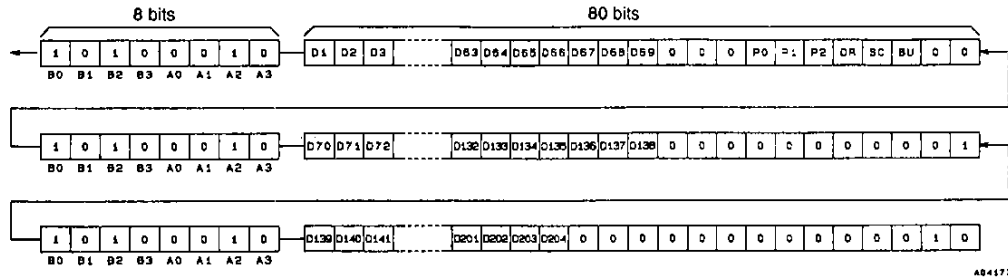 8 bits 80 bits
1 0 1 0 0 0 1 0 D1 D2 D3 D63 D64 D65 D66 D67 D68 D69 0 0 0 P0 P1 P2 DR SC BU 0 0
B0 B1 B2 B3 A0 A1 A2 A3
1 0 1 0 0 0 1 0 D70 D71 D72 D132 D133 D134 D135 D136 D137 D138 0 0 0 0 0 0 0 0 0 0 1
B0 B1 B2 B3 A0 A1 A2 A3
1 0 1 0 0 0 1 0 D139 D140 D141 D201 D202 D203 D204 0 0 0 0 0 0 0 0 0 0 0 0 1 0
B0 B1 B2 B3 A0 A1 A2 A3